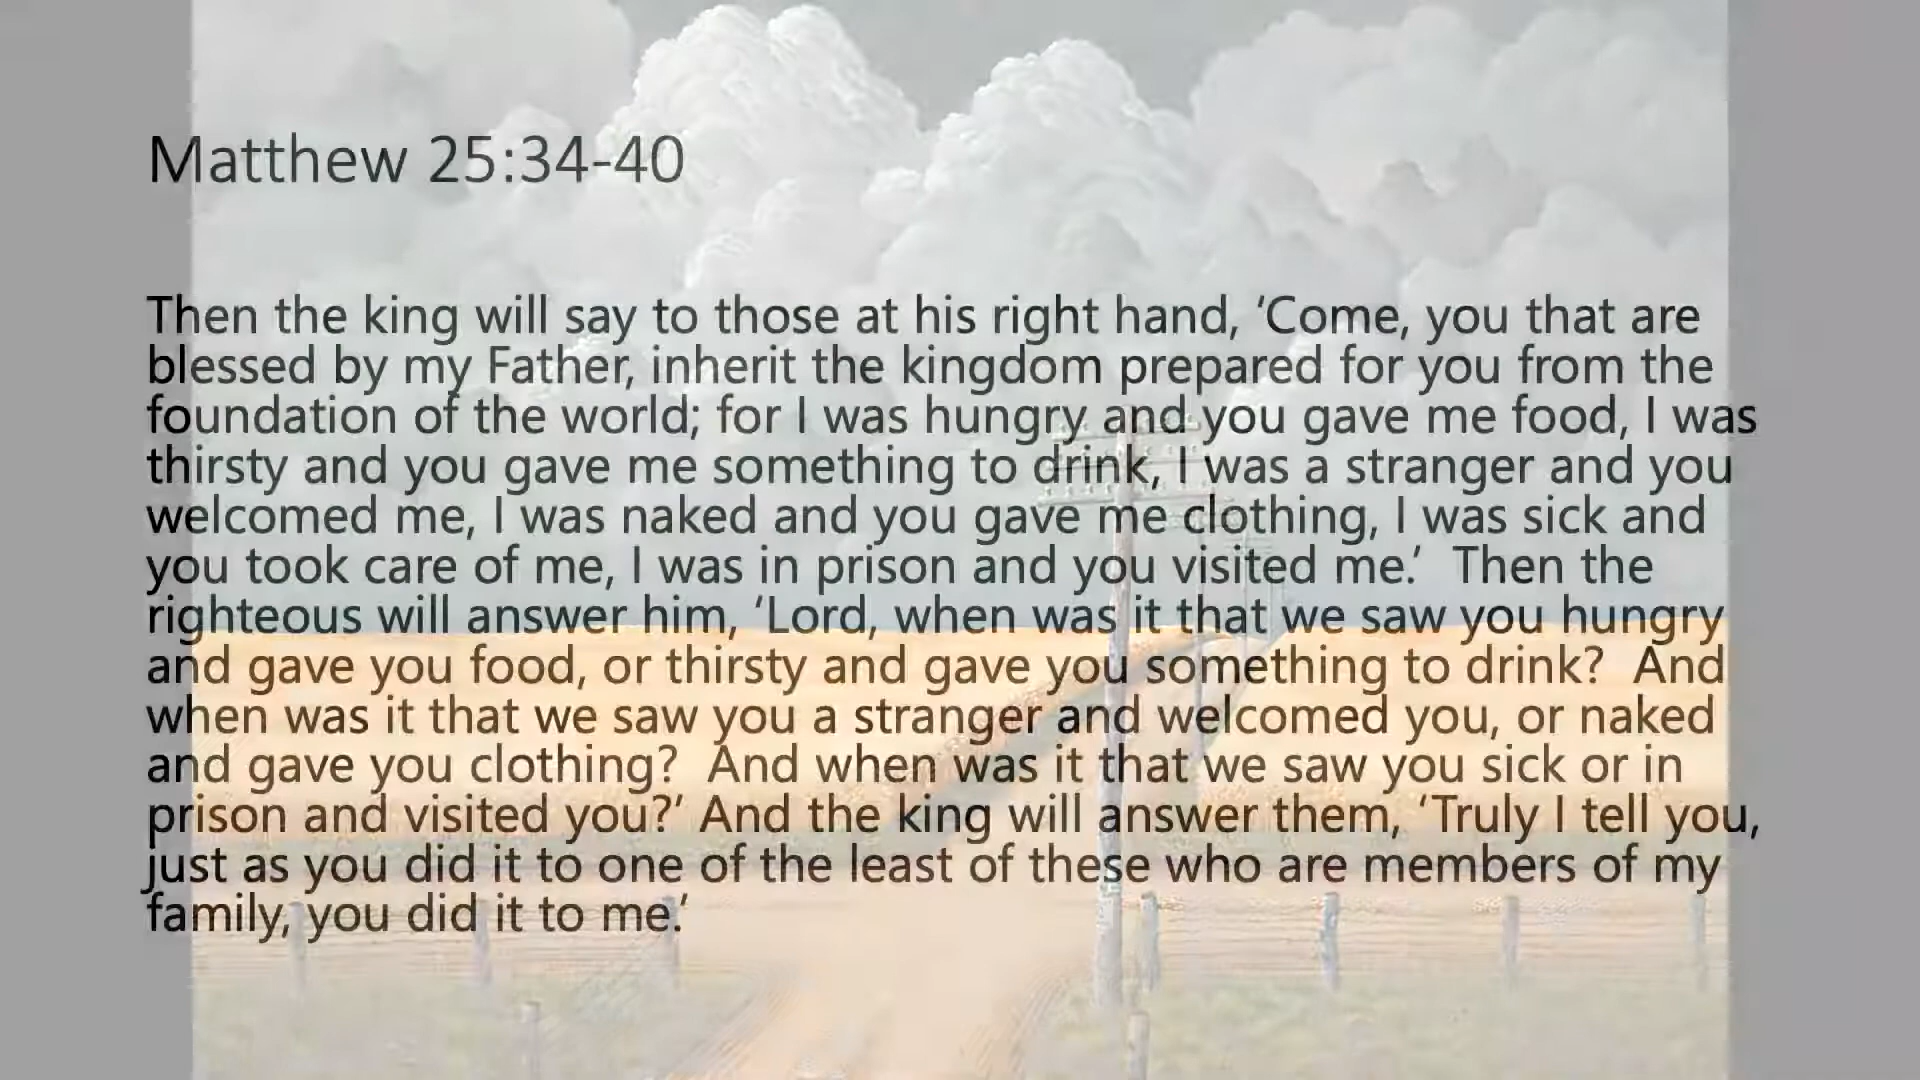 Matthew 25:34-40
Then the king will say to those at his right hand, ‘Come, you that are
blessed by my Father, inherit the kingdom prepared for you from the
foundation of the world; for I was hungry and you gave me food, I was
thirsty and you gave me something to drink, I was a stranger and you
welcomed me, I was naked and you gave me clothing, I was sick and
you took care of me, I was in prison and you visited me.’  Then the
righteous will answer him, ‘Lord, when was it that we saw you hungry
and gave you food, or thirsty and gave you something to drink?  And
when was it that we saw you a stranger and welcomed you, or naked
and gave you clothing?  And when was it that we saw you sick or in
prison and visited you?’ And the king will answer them, ‘Truly I tell you,
just as you did it to one of the least of these who are members of my
family, you did it to me.’